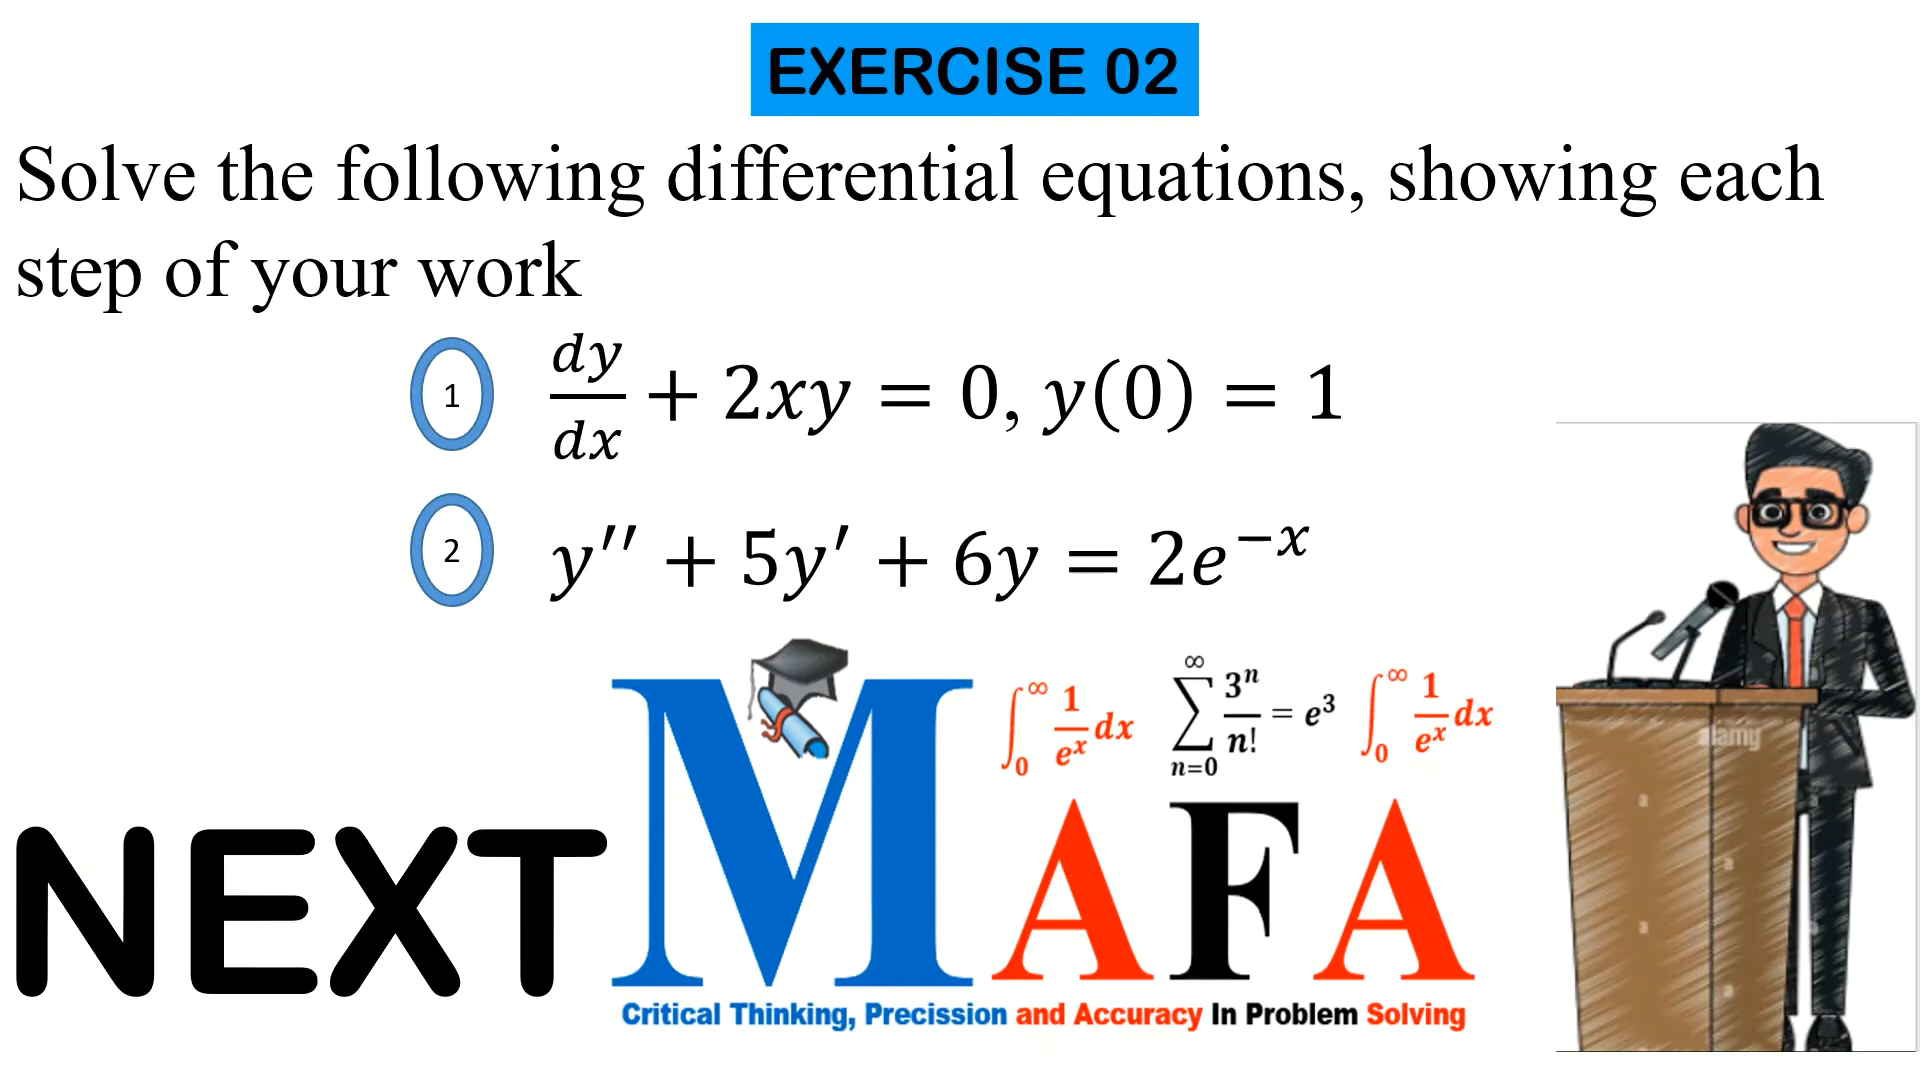 EXERCISE 02
Solve the following differential equations, showing each
step of your work
1 dy/dx + 2xy = 0, y(0) = 1
2 y′′ + 5y′ + 6y = 2e^{−x}
∫_0^∞ 1/e^x dx ∑_{n=0}^∞ 3^n/n! = e^3 ∫_0^∞ 1/e^x dx
NEXT MAFA
Critical Thinking, Precission and Accuracy In Problem Solving
alamy
a
a
a
a
a
a